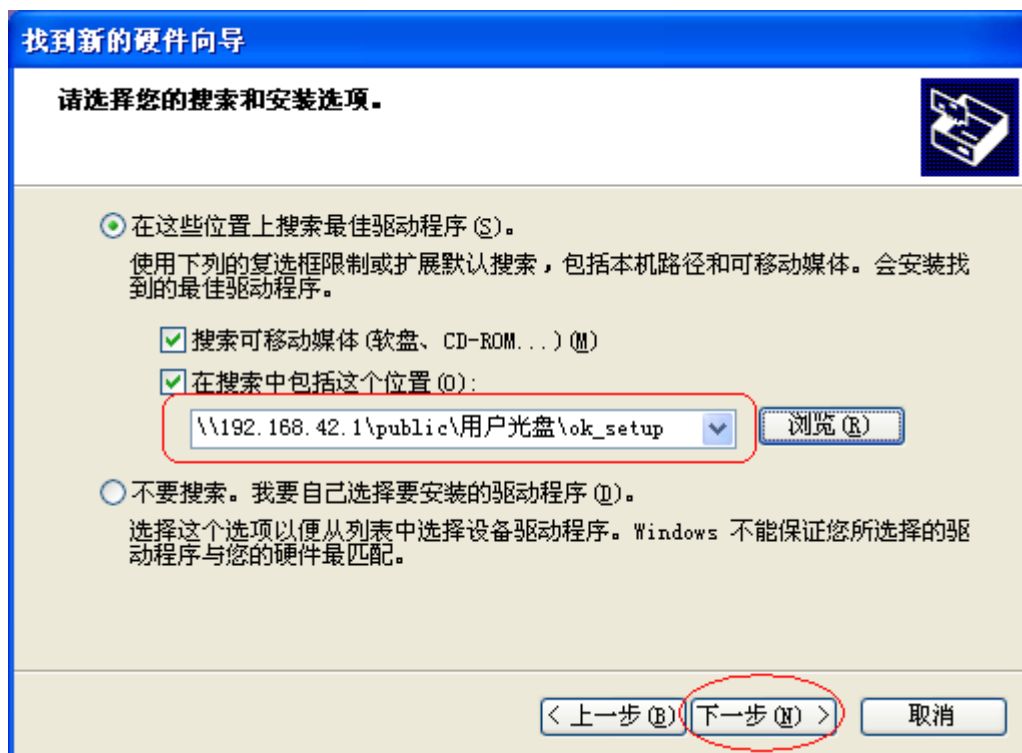 找到新的硬件向导
请选择您的搜索和安装选项。
在这些位置上搜索最佳驱动程序(S)。
使用下列的复选框限制或扩展默认搜索，包括本机路径和可移动媒体。会安装找
到的最佳驱动程序。
搜索可移动媒体(软盘、CD-ROM...)(M)
在搜索中包括这个位置(O):
\\192.168.42.1\public\用户光盘\ok_setup
浏览(R)
不要搜索。我要自己选择要安装的驱动程序(D)。
选择这个选项以便从列表中选择设备驱动程序。Windows 不能保证您所选择的驱
动程序与您的硬件最匹配。
< 上一步(B) 下一步(N) > 取消